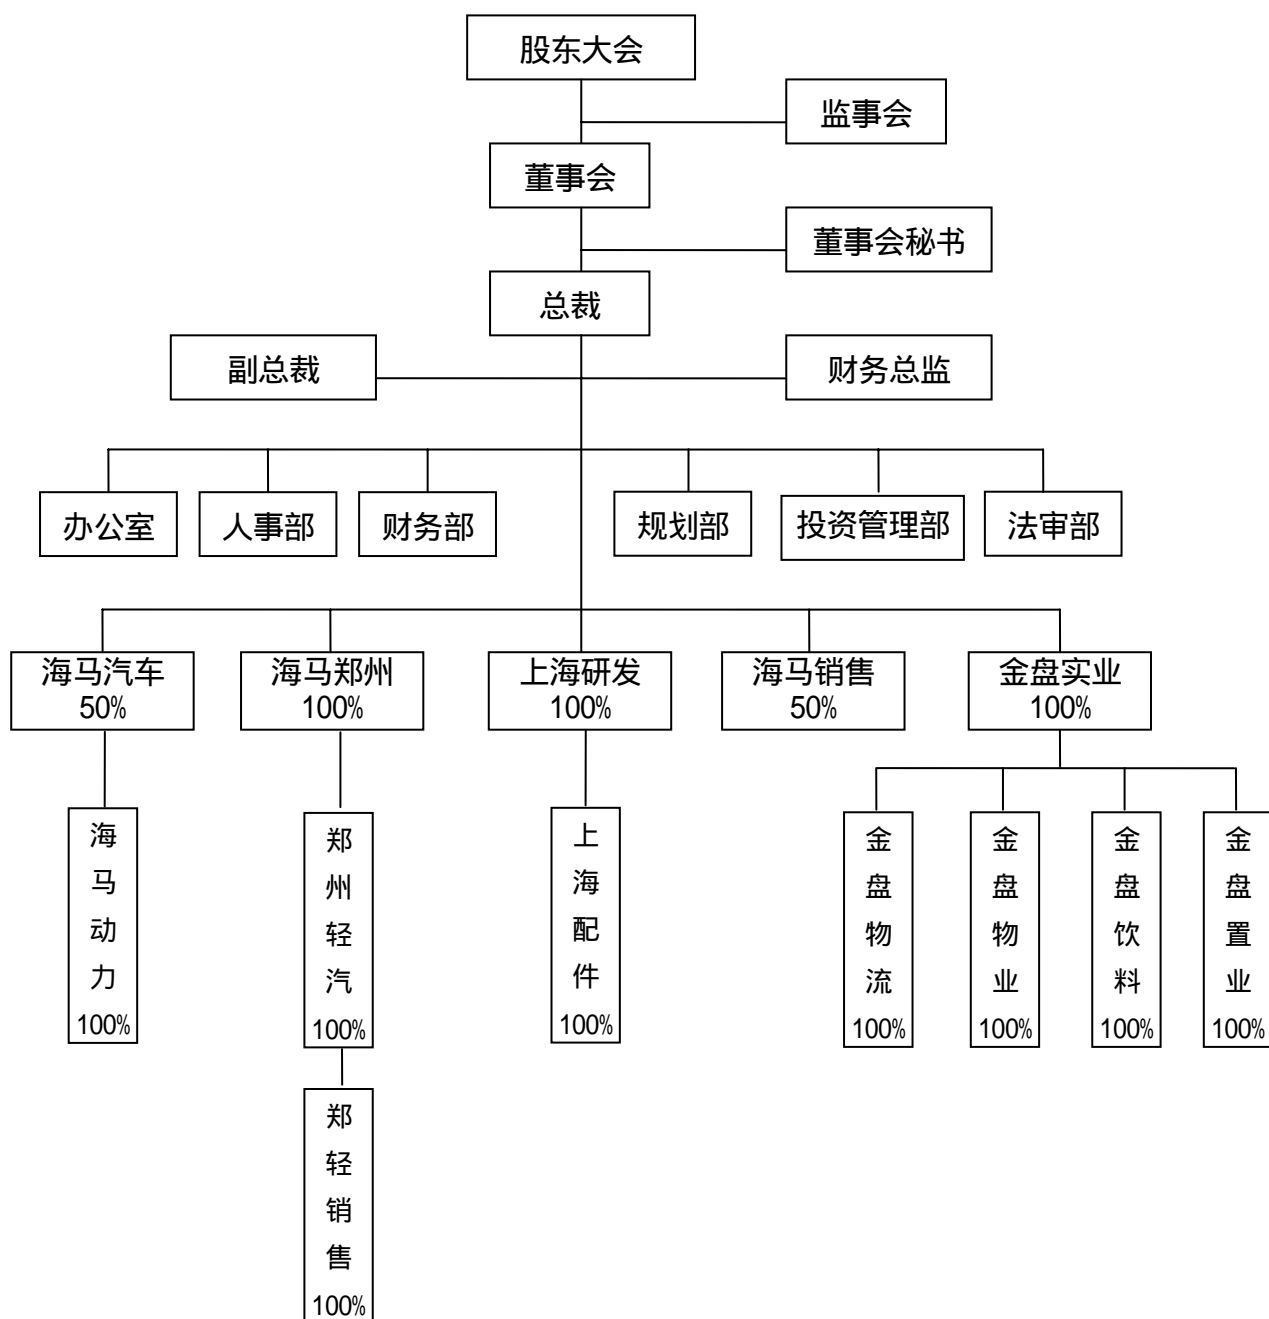 股东大会
监事会
董事会
董事会秘书
总裁
副总裁
财务总监
办公室
人事部
财务部
规划部
投资管理部
法审部
海马汽车
50%
海马郑州
100%
上海研发
100%
海马销售
50%
金盘实业
100%
海马动力
100%
郑州轻汽
100%
上海配件
100%
金盘物流
100%
金盘物业
100%
金盘饮料
100%
金盘置业
100%
郑轻销售
100%